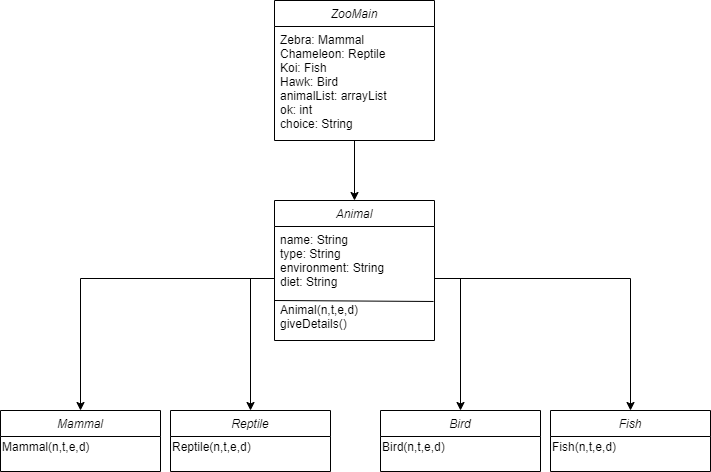 ZooMain
Zebra: Mammal
Chameleon: Reptile
Koi: Fish
Hawk: Bird
animalList: arrayList
ok: int
choice: String
Animal
name: String
type: String
environment: String
diet: String
Animal(n,t,e,d)
giveDetails()
Mammal
Mammal(n,t,e,d)
Reptile
Reptile(n,t,e,d)
Bird
Bird(n,t,e,d)
Fish
Fish(n,t,e,d)